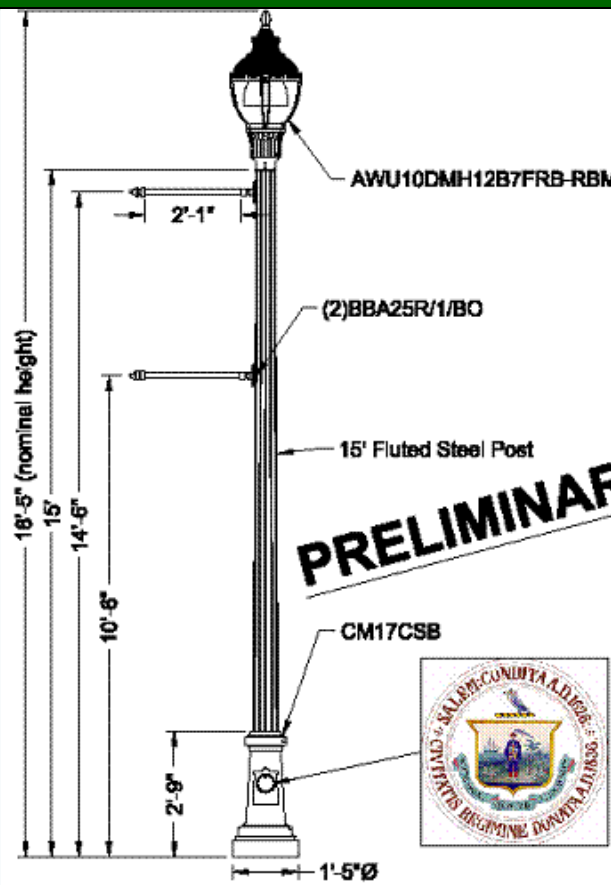 AWU10DMH12B7FRB-RBM
2'-1"
(2)BBA25R/1/BO
18'-5" (nominal height)
15'
14'-6"
10'-6"
15' Fluted Steel Post
PRELIMINAR
CM17CSB
SALEM: CONDITA A.D. 1626
CIVITATIS REGIMINE DONATA, A.D. 1836
2'-9"
1'-5"Ø